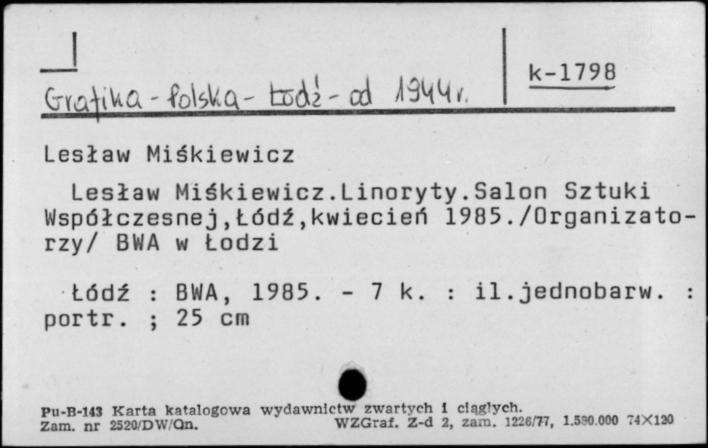 k-1798
Grafika - Polska - Łódź - od 1944r.
Lesław Miśkiewicz
Lesław Miśkiewicz.Linoryty.Salon Sztuki
Współczesnej,Łódź,kwiecień 1985./Organizato-
rzy/ BWA w Łodzi
Łódź : BWA, 1985. - 7 k. : il.jednobarw. :
portr. ; 25 cm
Pu-B-143 Karta katalogowa wydawnictw zwartych i ciągłych.
Zam. nr 2520/DW/Qn. WZGraf. Z-d 2, zam. 1226/77, 1.580.000 74X120